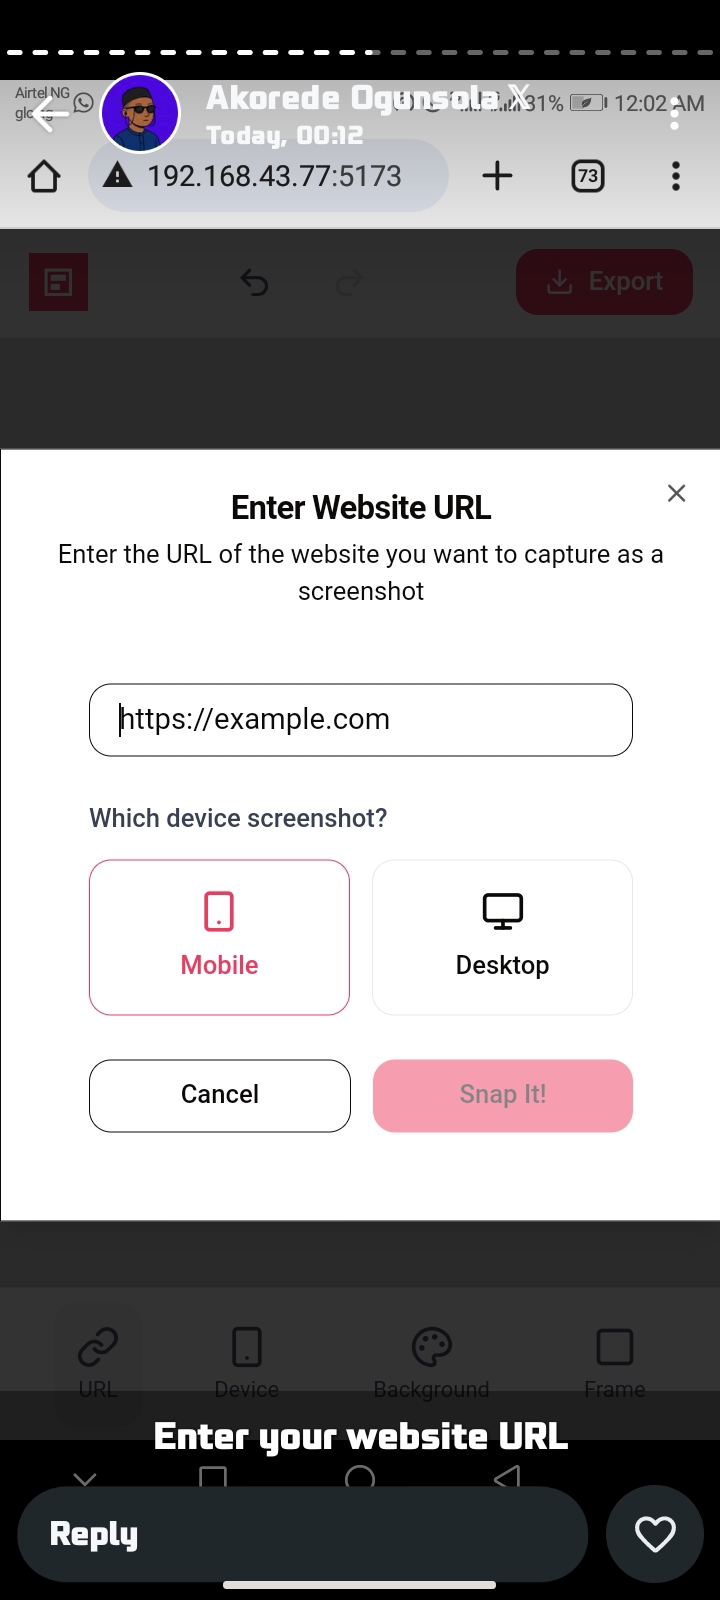 Airtel NG
Akorede Ogunsola X
31%
12:02 AM
Today, 00:12
192.168.43.77:5173
73
Export
Enter Website URL
Enter the URL of the website you want to capture as a
screenshot
https://example.com
Which device screenshot?
Mobile
Desktop
Cancel
Snap It!
URL
Device
Background
Frame
Enter your website URL
Reply